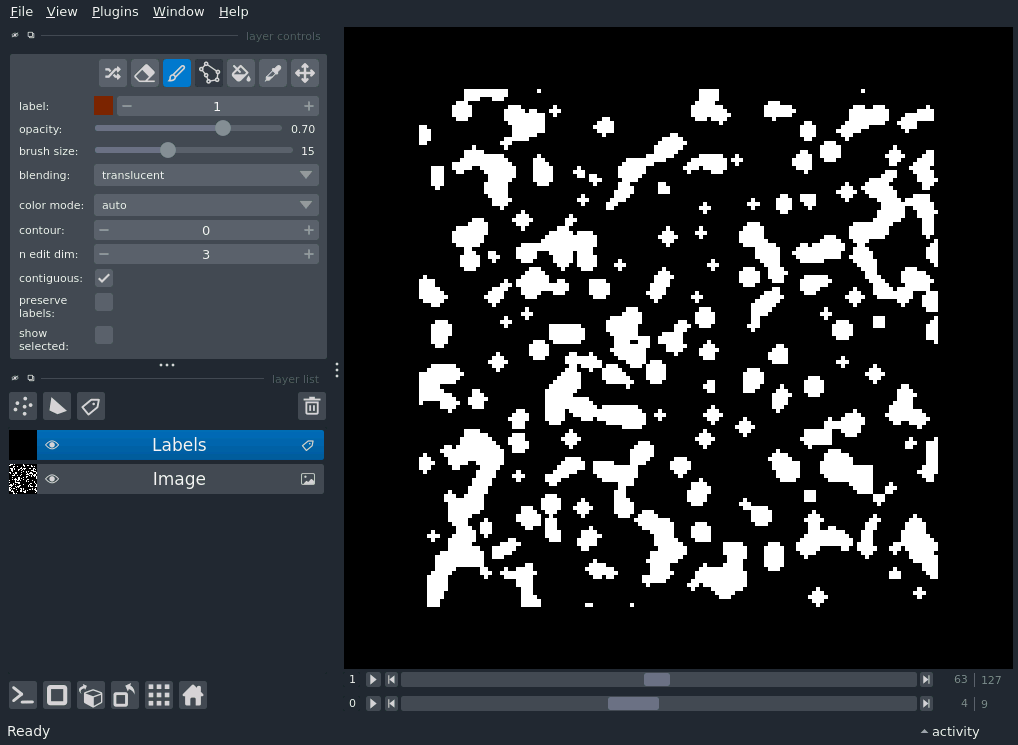 File View Plugins Window Help
layer controls
label: 1
opacity: 0.70
brush size: 15
blending: translucent
color mode: auto
contour: 0
n edit dim: 3
contiguous:
preserve
labels:
show
selected:
layer list
Labels
Image
1 63 127
0 4 9
Ready activity